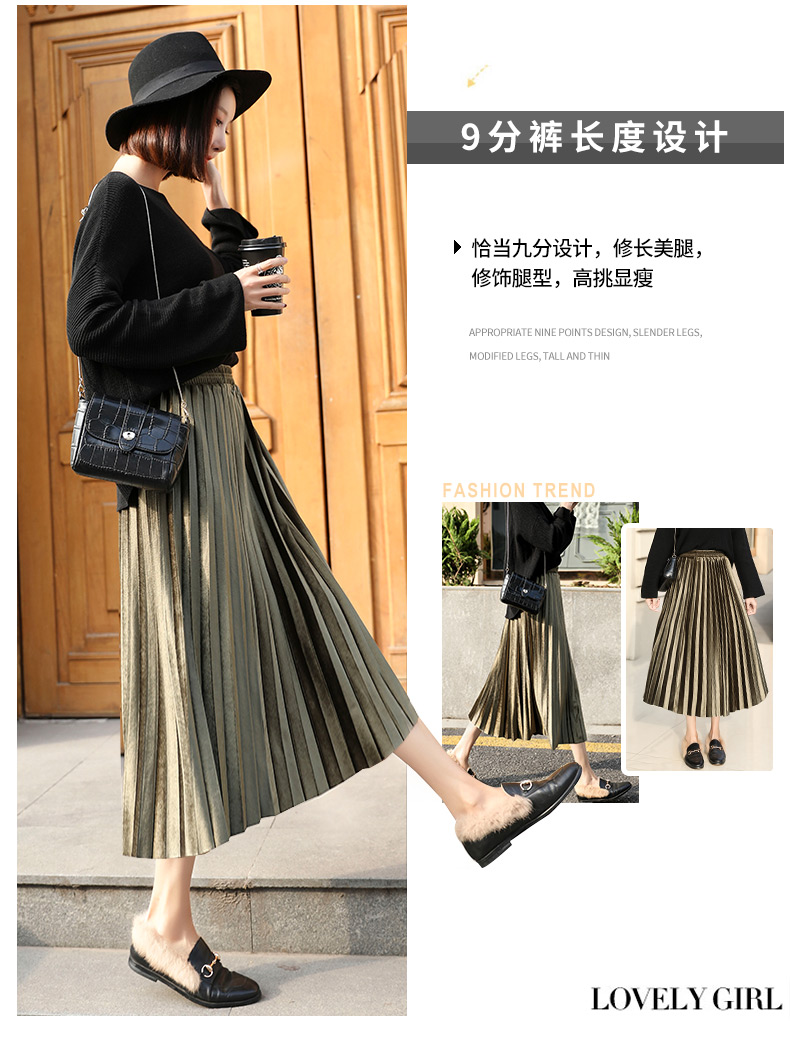 9分裤长度设计
恰当九分设计，修长美腿，
修饰腿型，高挑显瘦
APPROPRIATE NINE POINTS DESIGN, SLENDER LEGS,
MODIFIED LEGS, TALL AND THIN
FASHION TREND
LOVELY GIRL